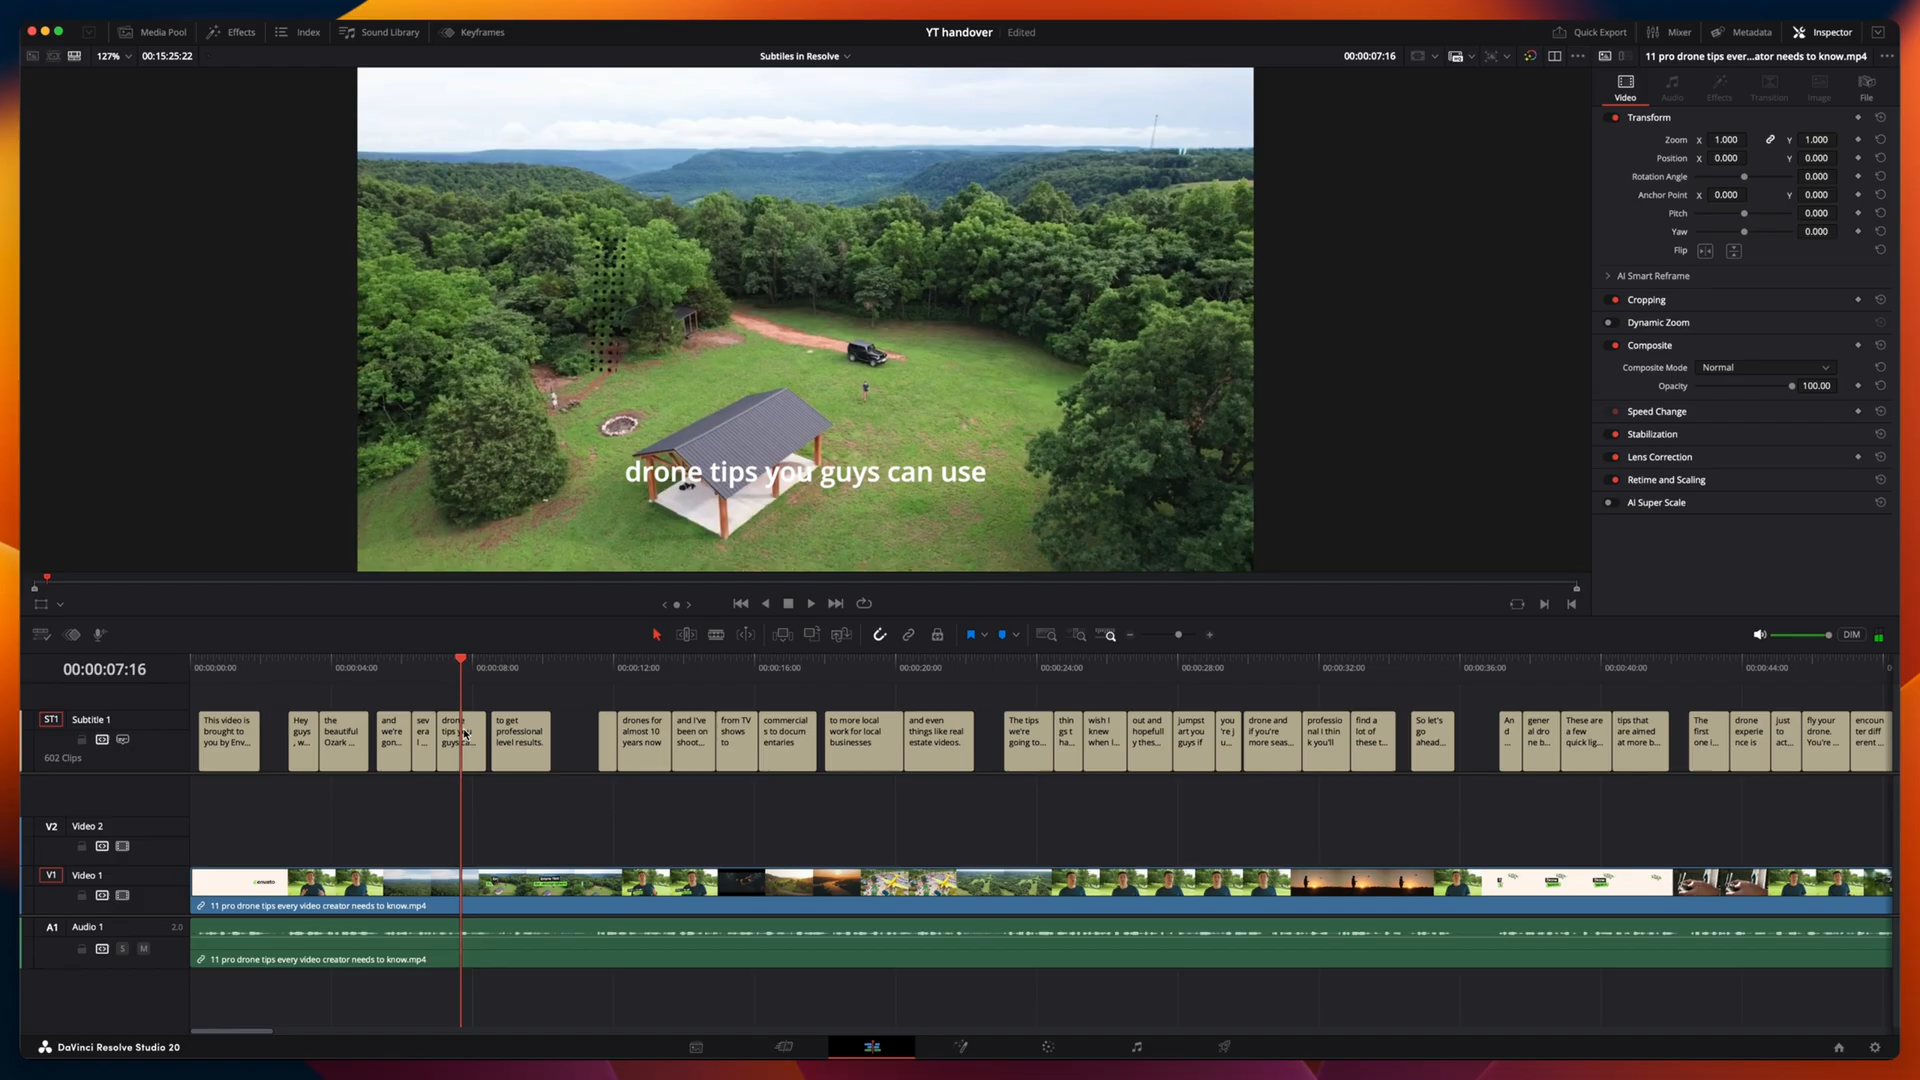 Media Pool Effects Index Sound Library Keyframes YT handover Edited Quick Export Mixer Metadata Inspector
127% 00:15:25:22 Subtiles in Resolve 00:00:07:16 11 pro drone tips ever...ator needs to know.mp4
Video Audio Effects Transition Image File
Transform
Zoom X 1.000 Y 1.000
Position X 0.000 Y 0.000
Rotation Angle 0.000
Anchor Point X 0.000 Y 0.000
Pitch 0.000
Yaw 0.000
Flip
AI Smart Reframe
Cropping
Dynamic Zoom
Composite
Composite Mode Normal
Opacity 100.00
Speed Change
Stabilization
Lens Correction
Retime and Scaling
AI Super Scale
drone tips you guys can use
DIM
00:00:07:16 00:00:00:00 00:00:04:00 00:00:08:00 00:00:12:00 00:00:16:00 00:00:20:00 00:00:24:00 00:00:28:00 00:00:32:00 00:00:36:00 00:00:40:00 00:00:44:00
ST1 Subtitle 1
602 Clips
This video is
brought to
you by Env...
Hey
guys
, w...
the
beautiful
Ozark ...
and
we're
gon...
sev
era
l ...
drone
tips you
guys ca...
to get
professional
level results.
drones for
almost 10
years now
and I've
been on
shoot...
from TV
shows
to
commercial
s to docum
entaries
to more local
work for local
businesses
and even
things like real
estate videos.
The tips
we're
going to...
thin
gs t
ha...
wish I
knew
when I...
out and
hopefull
y thes...
jumpst
art you
guys if
you
're j
u...
drone and
if you're
more seas...
professio
nal I thin
k you'll
find a
lot of
these t...
So let's
go
ahead...
An
d
...
gener
al dro
ne b...
These are
a few
quick lig...
tips that
are aimed
at more b...
The
first
one i...
drone
experie
nce is
just
to
act...
fly your
drone.
You're ...
encoun
ter diff
erent ...
V2 Video 2
V1 Video 1
11 pro drone tips every video creator needs to know.mp4
A1 Audio 1 2.0
S M
11 pro drone tips every video creator needs to know.mp4
DaVinci Resolve Studio 20